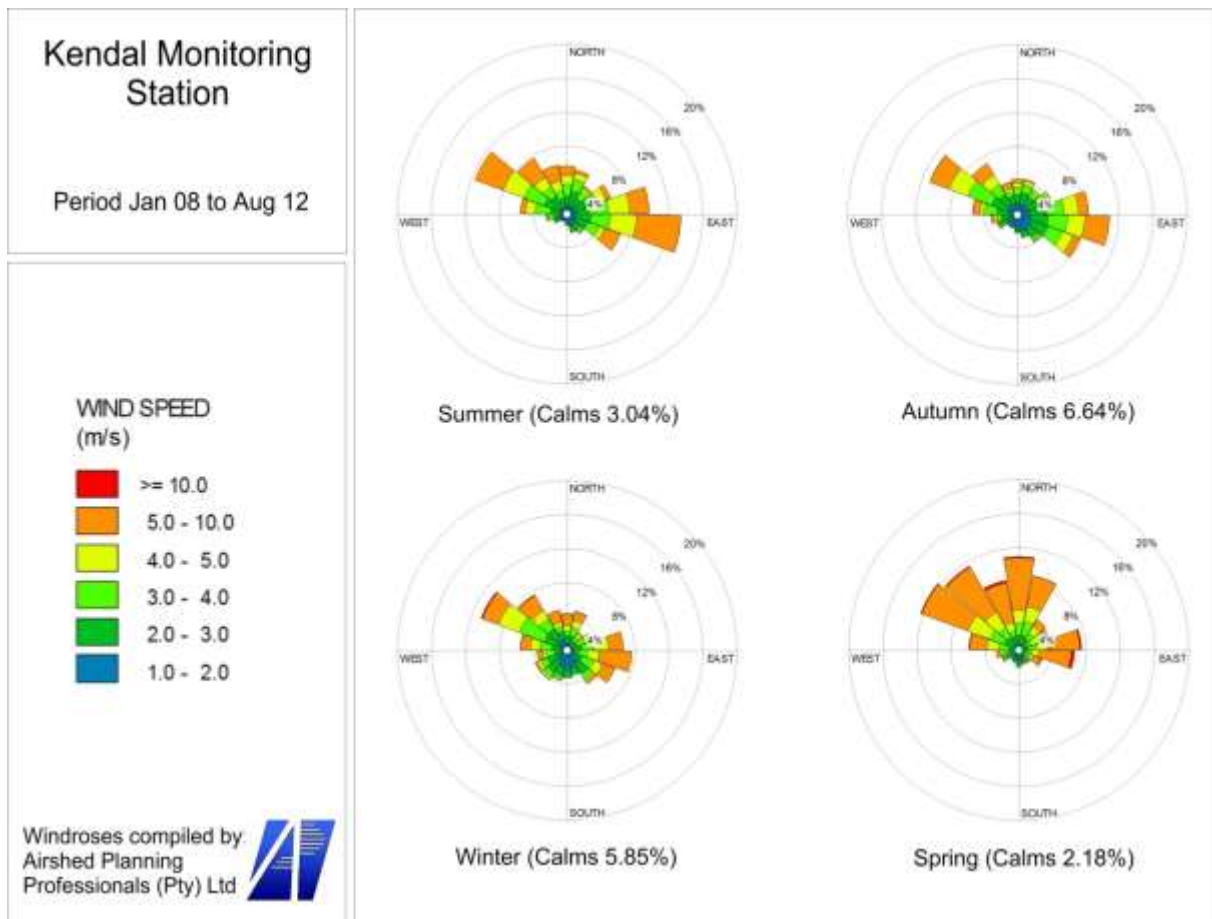 Kendal Monitoring
Station
Period Jan 08 to Aug 12
WIND SPEED
(m/s)
>= 10.0
5.0 - 10.0
4.0 - 5.0
3.0 - 4.0
2.0 - 3.0
1.0 - 2.0
Windroses compiled by
Airshed Planning
Professionals (Pty) Ltd
NORTH
20%
16%
12%
8%
4%
WEST
EAST
SOUTH
Summer (Calms 3.04%)
NORTH
20%
16%
12%
8%
4%
WEST
EAST
SOUTH
Autumn (Calms 6.64%)
NORTH
20%
16%
12%
8%
4%
WEST
EAST
SOUTH
Winter (Calms 5.85%)
NORTH
20%
16%
12%
8%
4%
WEST
EAST
SOUTH
Spring (Calms 2.18%)